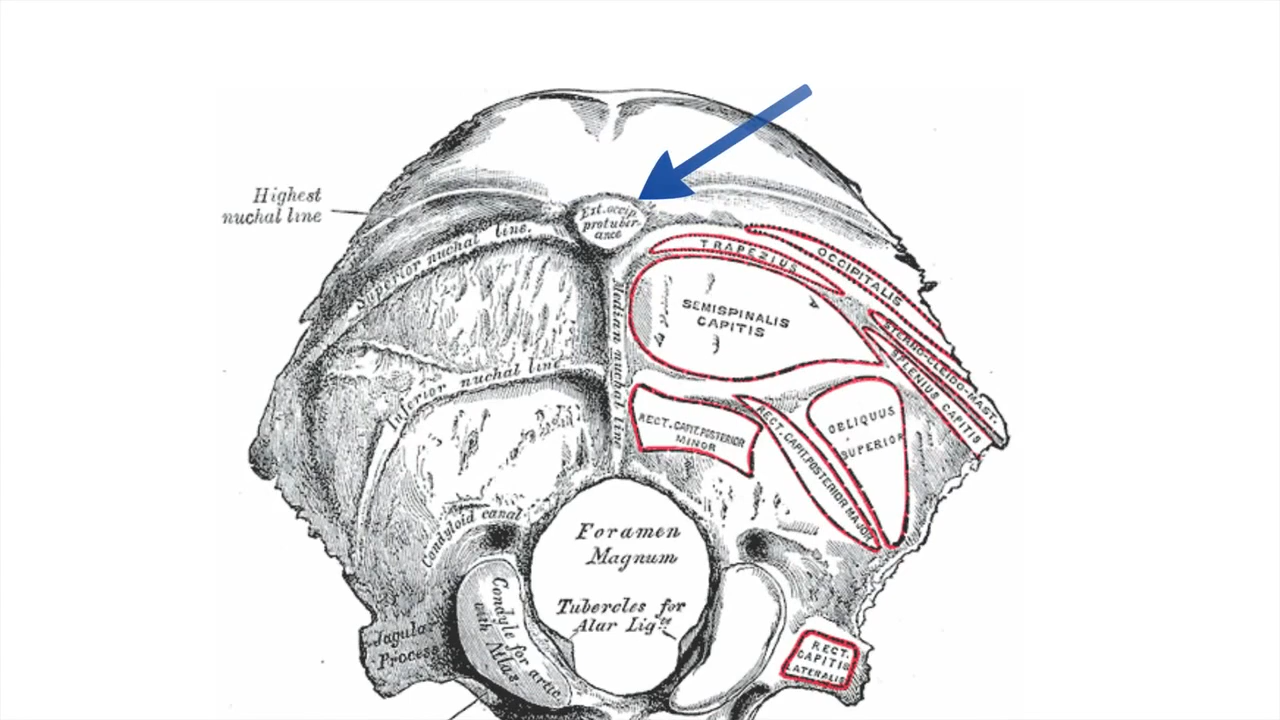 Highest
nuchal line
Ext. occip.
protuber-
ance
Superior nuchal line.
TRAPEZIUS
OCCIPITALIS
SEMISPINALIS
CAPITIS
STERNO-CLEIDO-MAST.
SPLENIUS CAPITIS
Median nuchal line
Inferior nuchal line
RECT. CAPIT. POSTERIOR
MINOR
RECT. CAPIT. POSTERIOR MAJOR
OBLIQUUS
SUPERIOR
Condyloid canal
Foramen
Magnum
Tubercles for
Alar Lig.ts
Condyle for artic.
with Atlas
Jugular
Process
RECT.
CAPITIS
LATERALIS